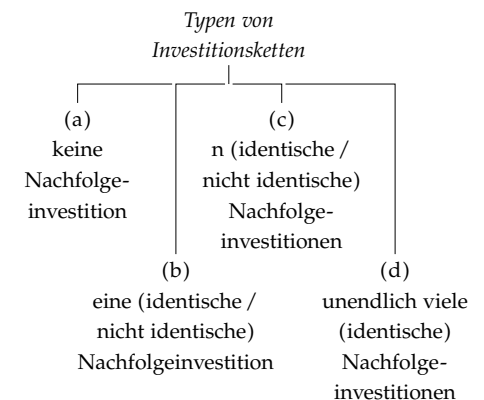 Typen von
Investitionsketten
(a)
keine
Nachfolge-
investition
(c)
n (identische /
nicht identische)
Nachfolge-
investitionen
(b)
eine (identische /
nicht identische)
Nachfolgeinvestition
(d)
unendlich viele
(identische)
Nachfolge-
investitionen